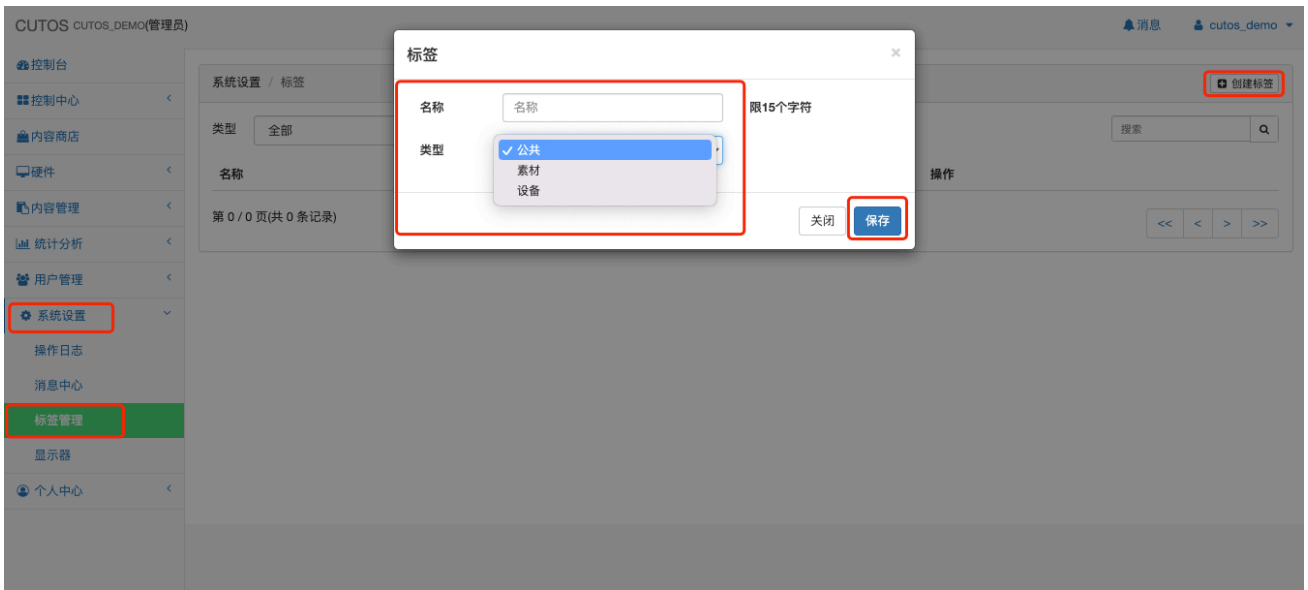 CUTOS CUTOS_DEMO(管理员)
消息
cutos_demo
控制台
控制中心
内容商店
硬件
内容管理
统计分析
用户管理
系统设置
操作日志
消息中心
标签管理
显示器
个人中心
系统设置 / 标签
创建标签
类型 全部
搜索
名称
操作
第 0 / 0 页(共 0 条记录)
<< < > >>
标签
×
名称 名称 限15个字符
类型
✓ 公共
素材
设备
关闭 保存